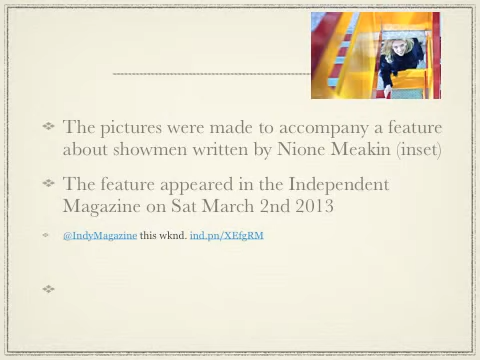 The pictures were made to accompany a feature
about showmen written by Nione Meakin (inset)
The feature appeared in the Independent
Magazine on Sat March 2nd 2013
@IndyMagazine this wknd. ind.pn/XEfgRM